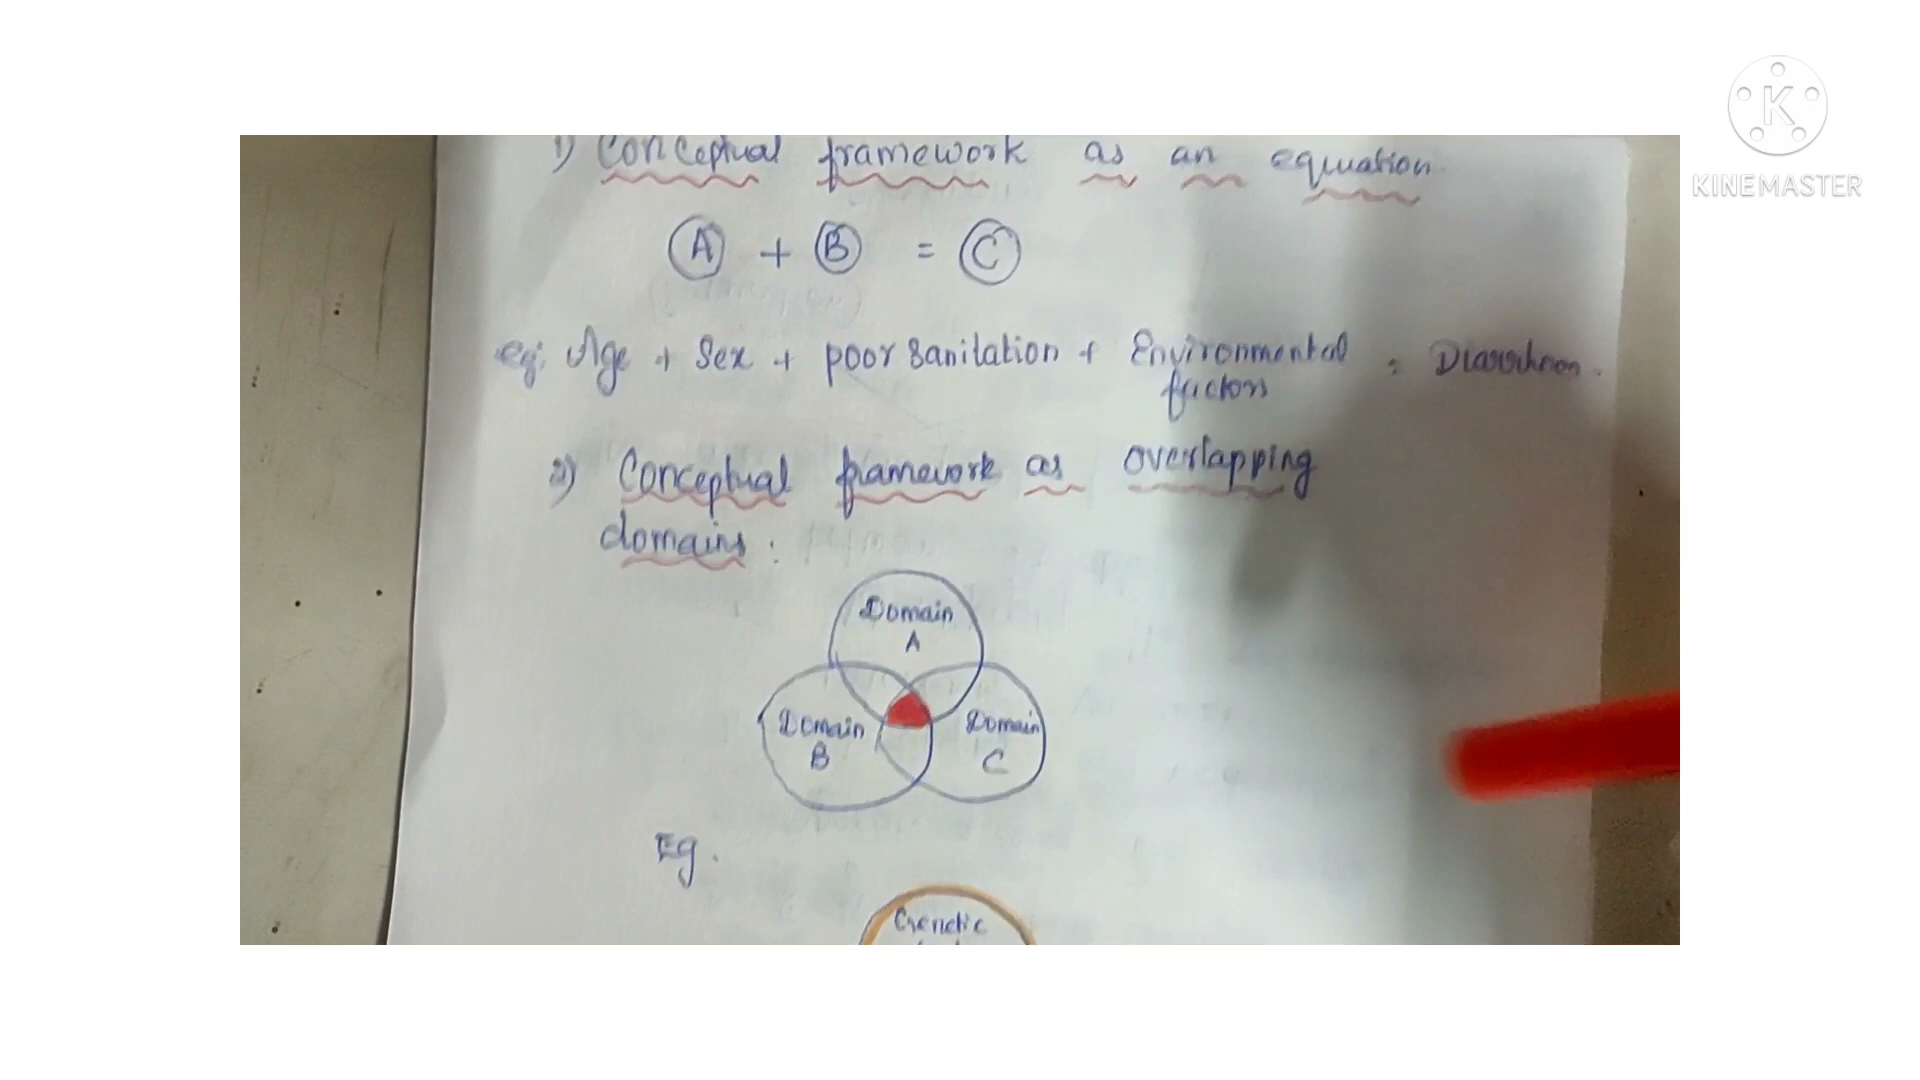 1) Conceptual framework as an equation.
A + B = C
eg: Age + Sex + poor Sanitation + Environmental factors =
2) Conceptual framework as overlapping
domains:
Domain
A
Domain
B
Domain
C
Eg.
Genetic
K
KINEMASTER